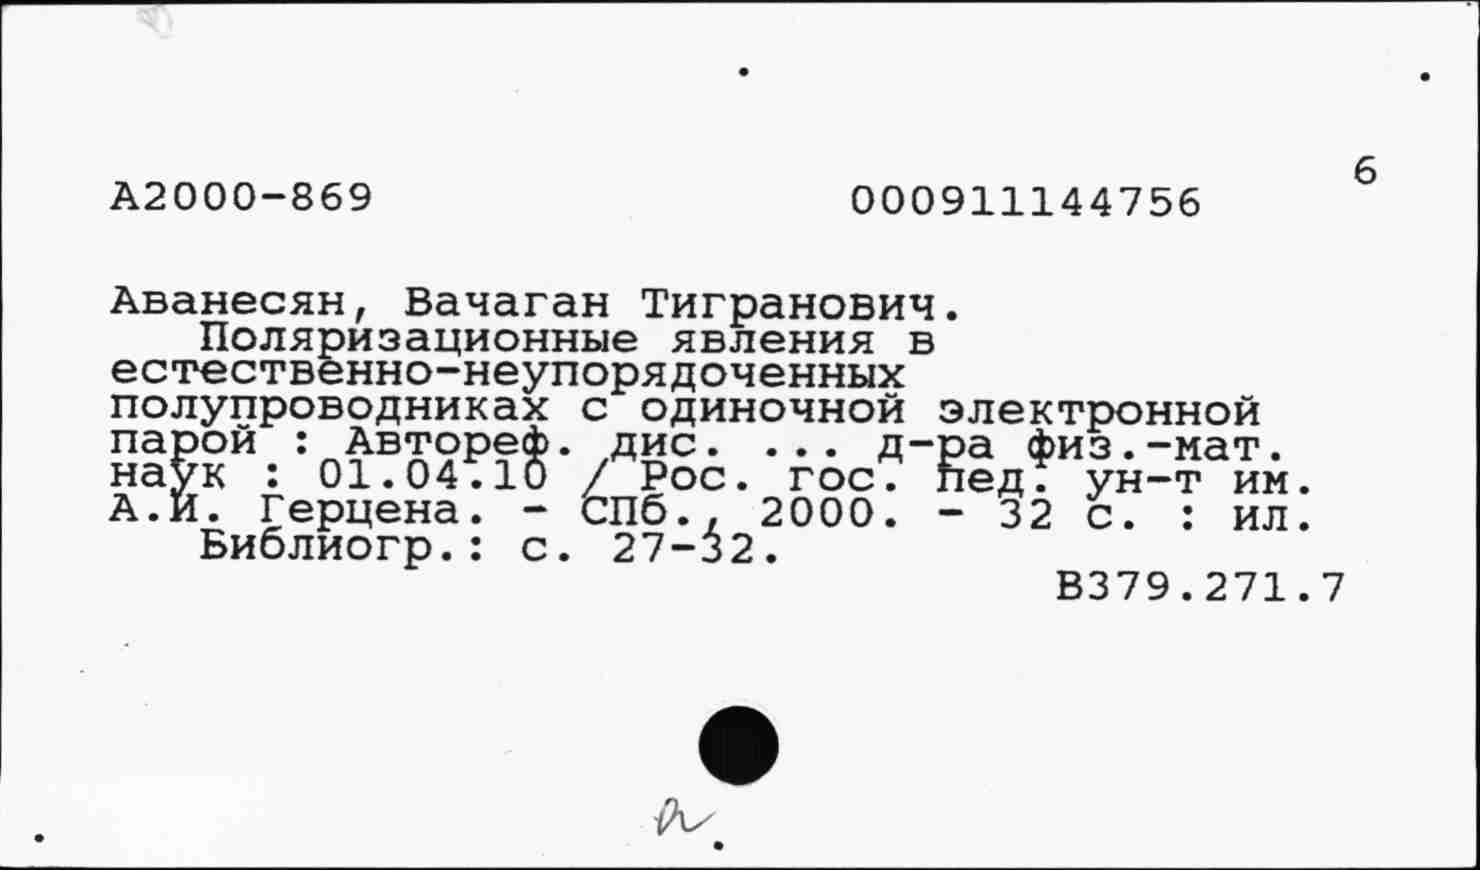 6
А2000-869 000911144756
Аванесян, Вачаган Тигранович.
Поляризационные явления в
естественно-неупорядоченных
полупроводниках с одиночной электронной
парой : Автореф. дис. ... д-ра физ.-мат.
наук : 01.04.10 / Рос. гос. пед. ун-т им.
А.И. Герцена. - СПб., 2000. - 32 с. : ил.
Библиогр.: с. 27-32.
В379.271.7